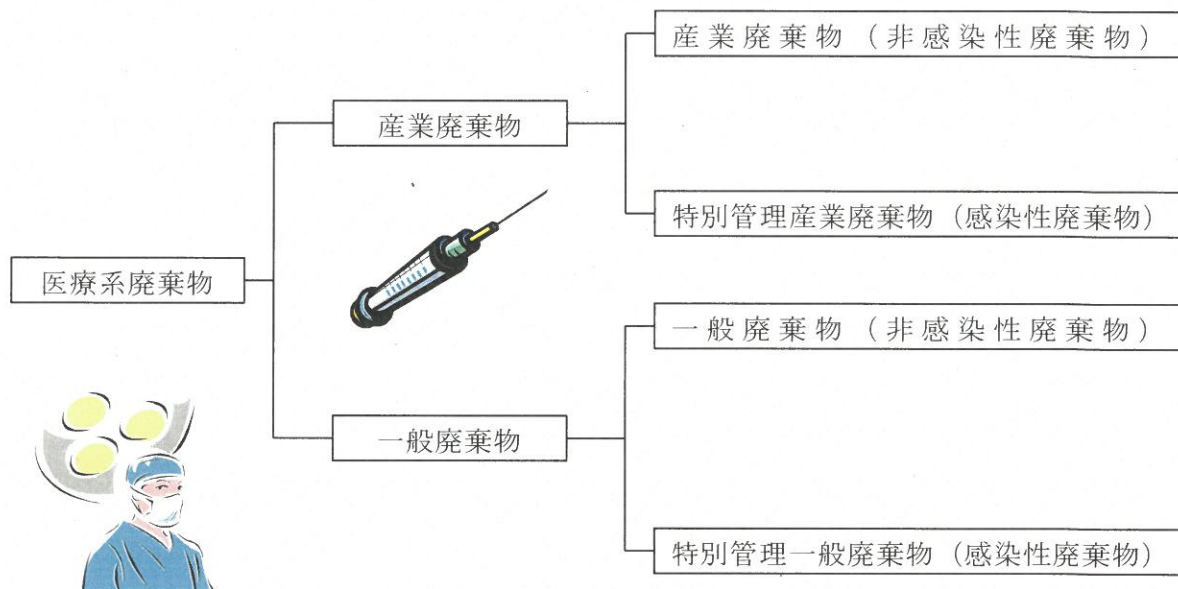 産業廃棄物（非感染性廃棄物）
産業廃棄物
特別管理産業廃棄物（感染性廃棄物）
医療系廃棄物
一般廃棄物（非感染性廃棄物）
一般廃棄物
特別管理一般廃棄物（感染性廃棄物）